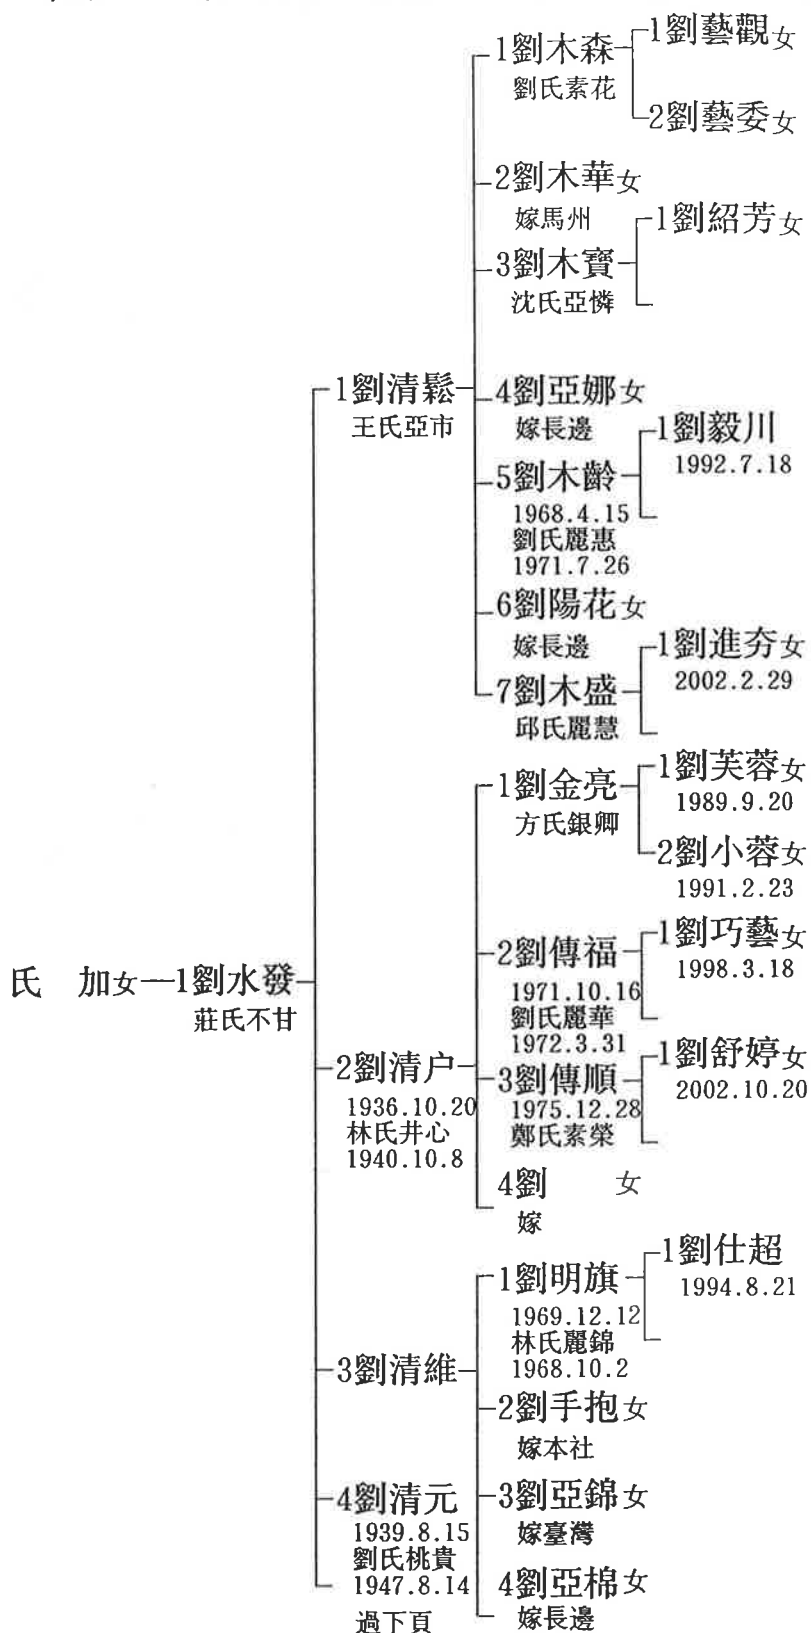 1劉木森
劉氏素花
1劉藝觀女
2劉藝委女
2劉木華女
嫁馬州
3劉木寶
沈氏亞憐
1劉紹芳女
1劉清鬆
王氏亞市
4劉亞娜女
嫁長邊
5劉木齡
1968.4.15
劉氏麗惠
1971.7.26
1劉毅川
1992.7.18
6劉陽花女
嫁長邊
7劉木盛
邱氏麗慧
1劉進夯女
2002.2.29
1劉金亮
方氏銀卿
1劉芙蓉女
1989.9.20
2劉小蓉女
1991.2.23
氏 加女
1劉水發
莊氏不甘
2劉傳福
1971.10.16
劉氏麗華
1972.3.31
1劉巧藝女
1998.3.18
2劉清户
1936.10.20
林氏井心
1940.10.8
3劉傳順
1975.12.28
鄭氏素榮
1劉舒婷女
2002.10.20
4劉 女
嫁
1劉明旗
1969.12.12
林氏麗錦
1968.10.2
1劉仕超
1994.8.21
3劉清維
2劉手抱女
嫁本社
4劉清元
1939.8.15
劉氏桃貴
1947.8.14
過下頁
3劉亞錦女
嫁臺灣
4劉亞棉女
嫁長邊